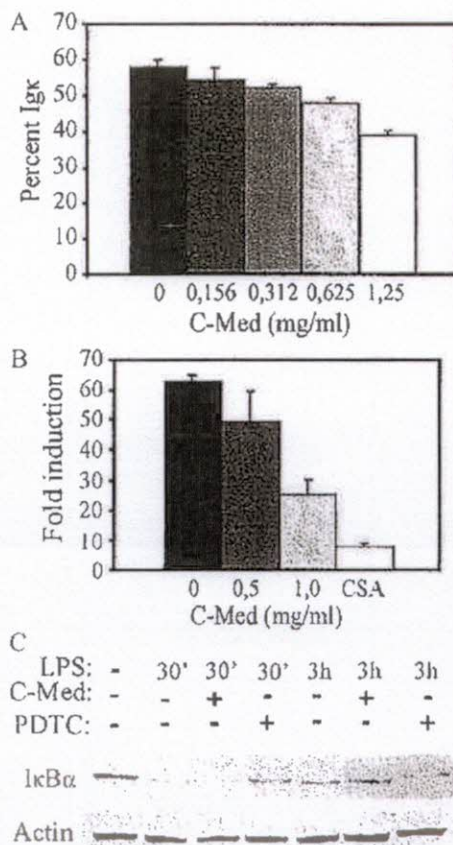 A
Percent Igκ
70
60
50
40
30
20
10
0
0 0,156 0,312 0,625 1,25
C-Med (mg/ml)
B
Fold induction
70
60
50
40
30
20
10
0
0 0,5 1,0 CSA
C-Med (mg/ml)
C
LPS: - 30' 30' 30' 3h 3h 3h
C-Med: - - + - - + -
PDTC: - - - + - - +
IκBα
Actin